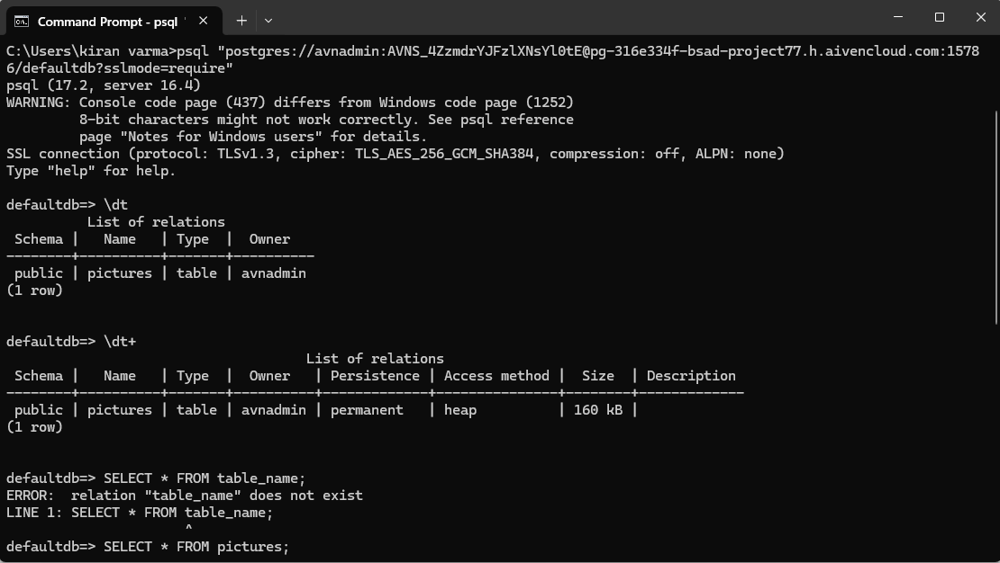 Command Prompt - psql
C:\Users\kiran varma>psql "postgres://avnadmin:AVNS_4ZzmdrYJFzlXNsYl0tE@pg-316e334f-bsad-project77.h.aivencloud.com:1578
6/defaultdb?sslmode=require"
psql (17.2, server 16.4)
WARNING: Console code page (437) differs from Windows code page (1252)
         8-bit characters might not work correctly. See psql reference
         page "Notes for Windows users" for details.
SSL connection (protocol: TLSv1.3, cipher: TLS_AES_256_GCM_SHA384, compression: off, ALPN: none)
Type "help" for help.

defaultdb=> \dt
          List of relations
 Schema |   Name   | Type  |  Owner
--------+----------+-------+----------
 public | pictures | table | avnadmin
(1 row)

defaultdb=> \dt+
                                     List of relations
 Schema |   Name   | Type  |  Owner   | Persistence | Access method |  Size  | Description
--------+----------+-------+----------+-------------+---------------+--------+-------------
 public | pictures | table | avnadmin | permanent   | heap          | 160 kB |
(1 row)

defaultdb=> SELECT * FROM table_name;
ERROR:  relation "table_name" does not exist
LINE 1: SELECT * FROM table_name;
                      ^
defaultdb=> SELECT * FROM pictures;